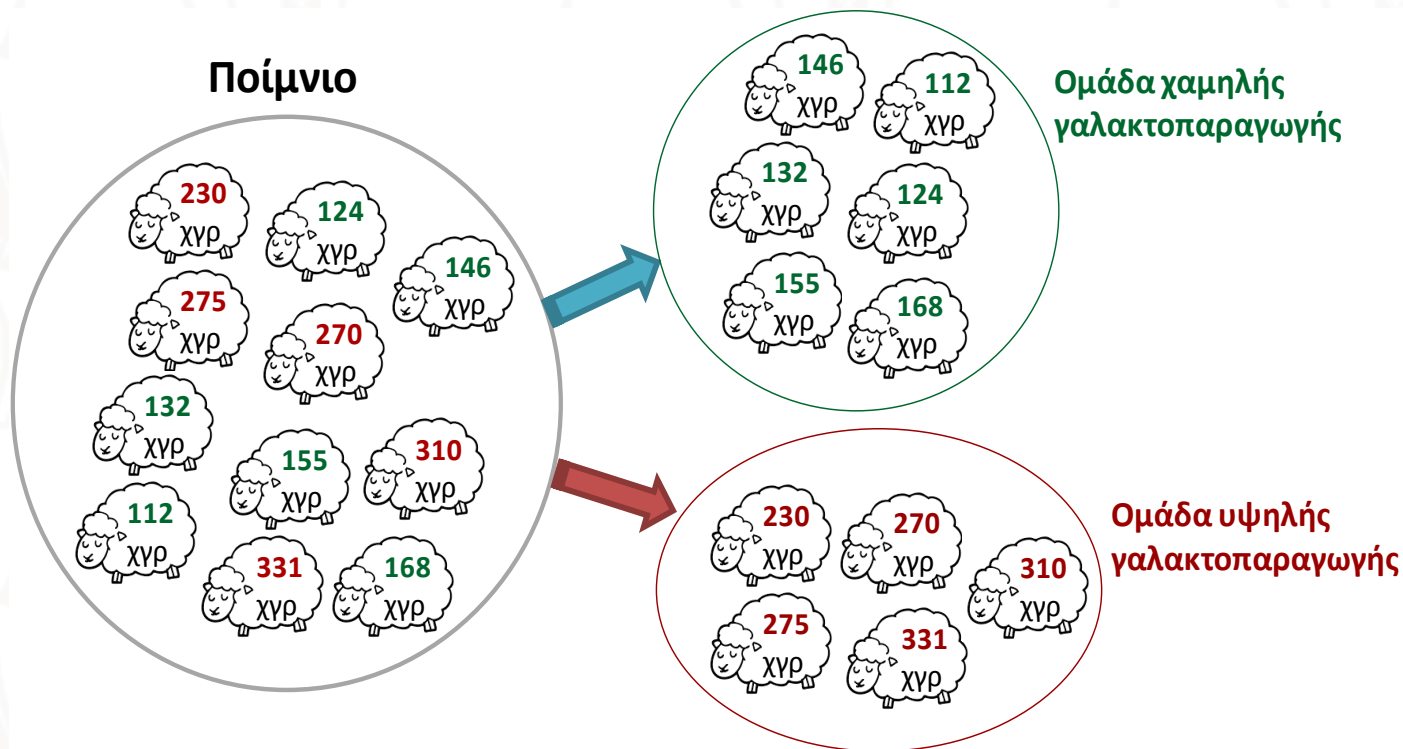 Ποίμνιο
230
χγρ
124
χγρ
146
χγρ
275
χγρ
270
χγρ
132
χγρ
155
χγρ
310
χγρ
112
χγρ
331
χγρ
168
χγρ
146
χγρ
112
χγρ
132
χγρ
124
χγρ
155
χγρ
168
χγρ
Ομάδα χαμηλής
γαλακτοπαραγωγής
230
χγρ
270
χγρ
310
χγρ
275
χγρ
331
χγρ
Ομάδα υψηλής
γαλακτοπαραγωγής